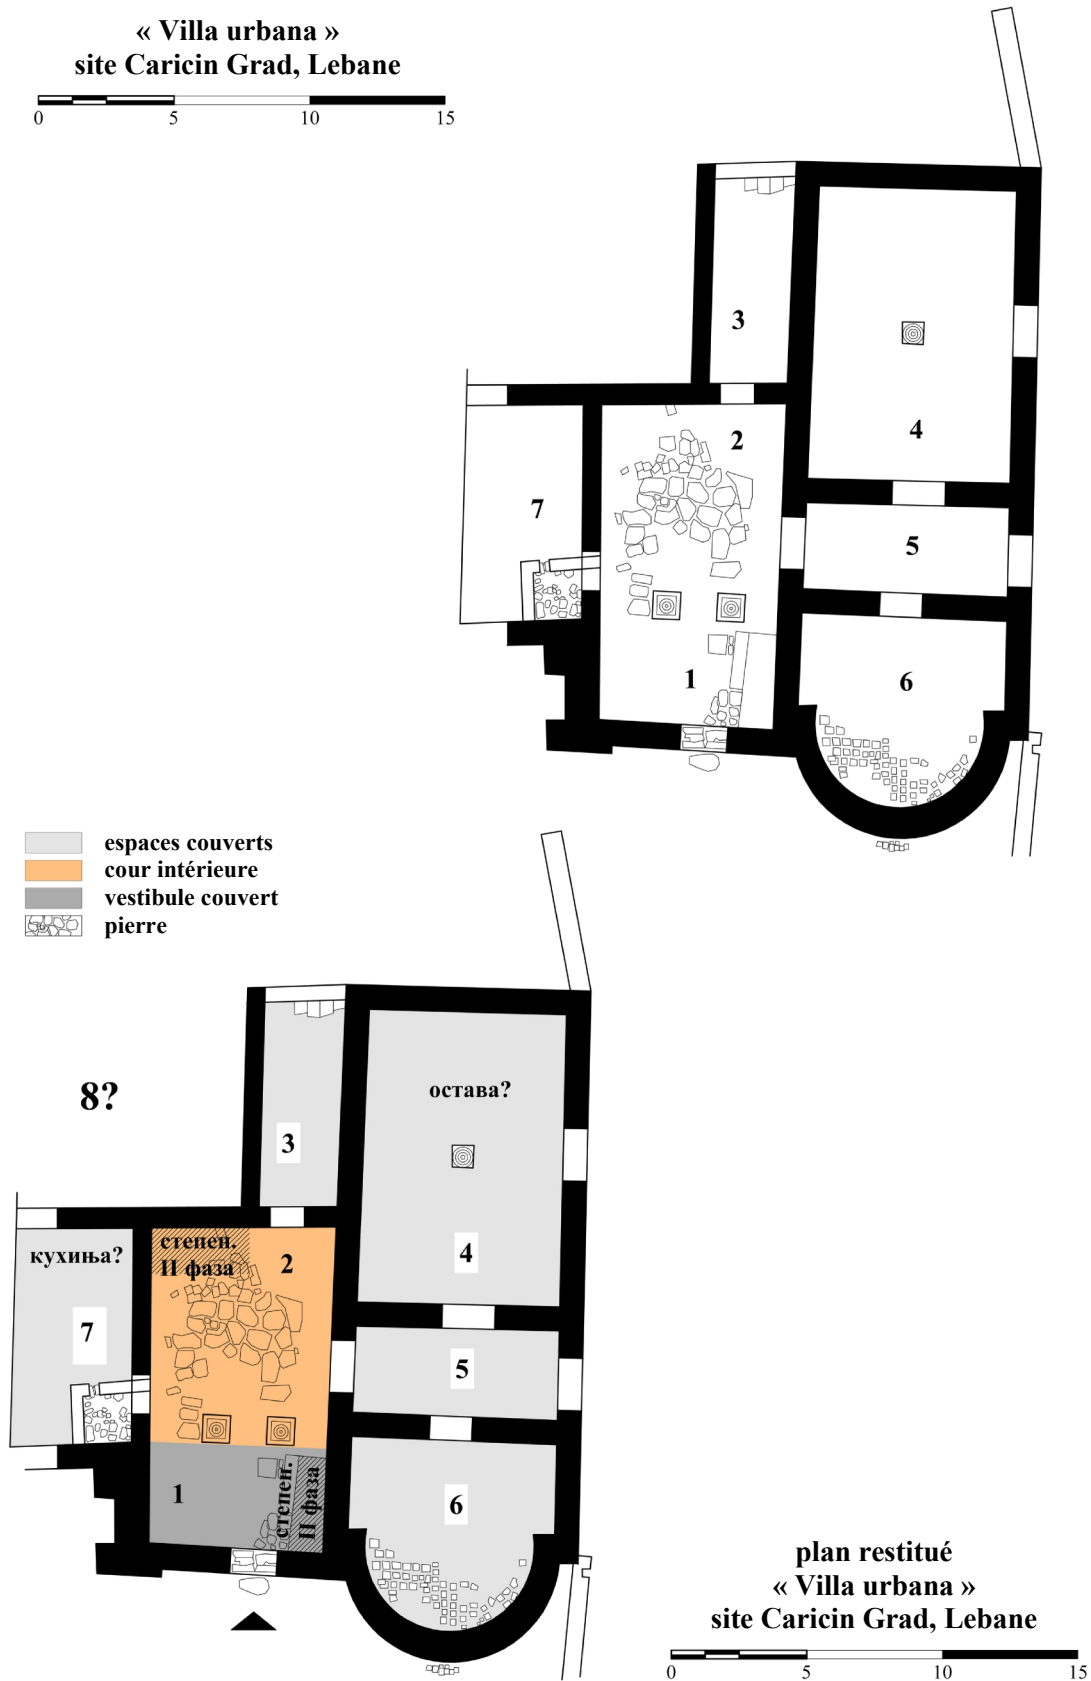 « Villa urbana »
site Caricin Grad, Lebane
0 5 10 15
3
2
4
7
5
1
6
espaces couverts
cour intérieure
vestibule couvert
pierre
8?
остава?
3
степен.
II фаза
2
кухиња?
4
7
5
1
степен.
II фаза
6
plan restitué
« Villa urbana »
site Caricin Grad, Lebane
0 5 10 15